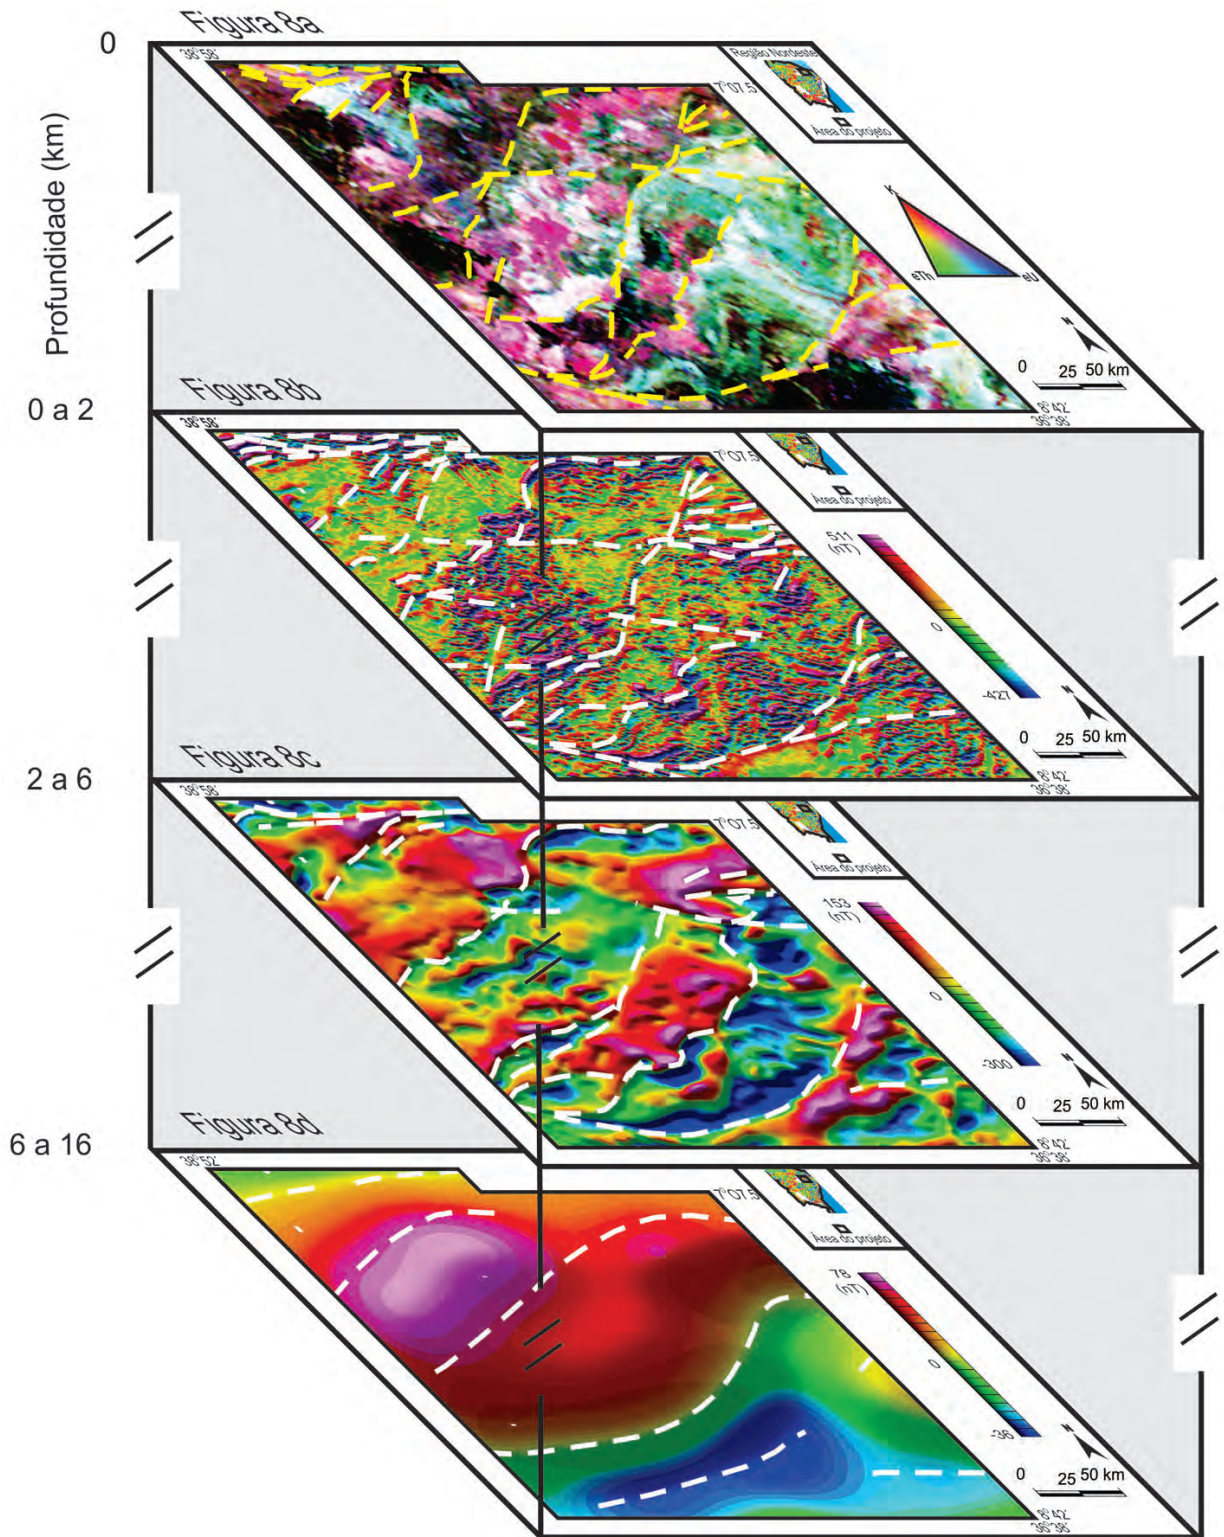 Profundidade (km)
0
Figura 8a
38°58'
7°07.5
Região Nordeste
Área do projeto
K
eTh
eU
N
0 25 50 km
8°42'
36°38'
0 a 2
Figura 8b
38°58'
7°07.5
Área do projeto
511
(nT)
0
-427
N
0 25 50 km
8°42'
36°38'
2 a 6
Figura 8c
38°58'
7°07.5
Área do projeto
153
(nT)
0
-300
N
0 25 50 km
8°42'
36°38'
6 a 16
Figura 8d
38°52'
7°07.5
Área do projeto
78
(nT)
0
-36
N
0 25 50 km
8°42'
36°38'